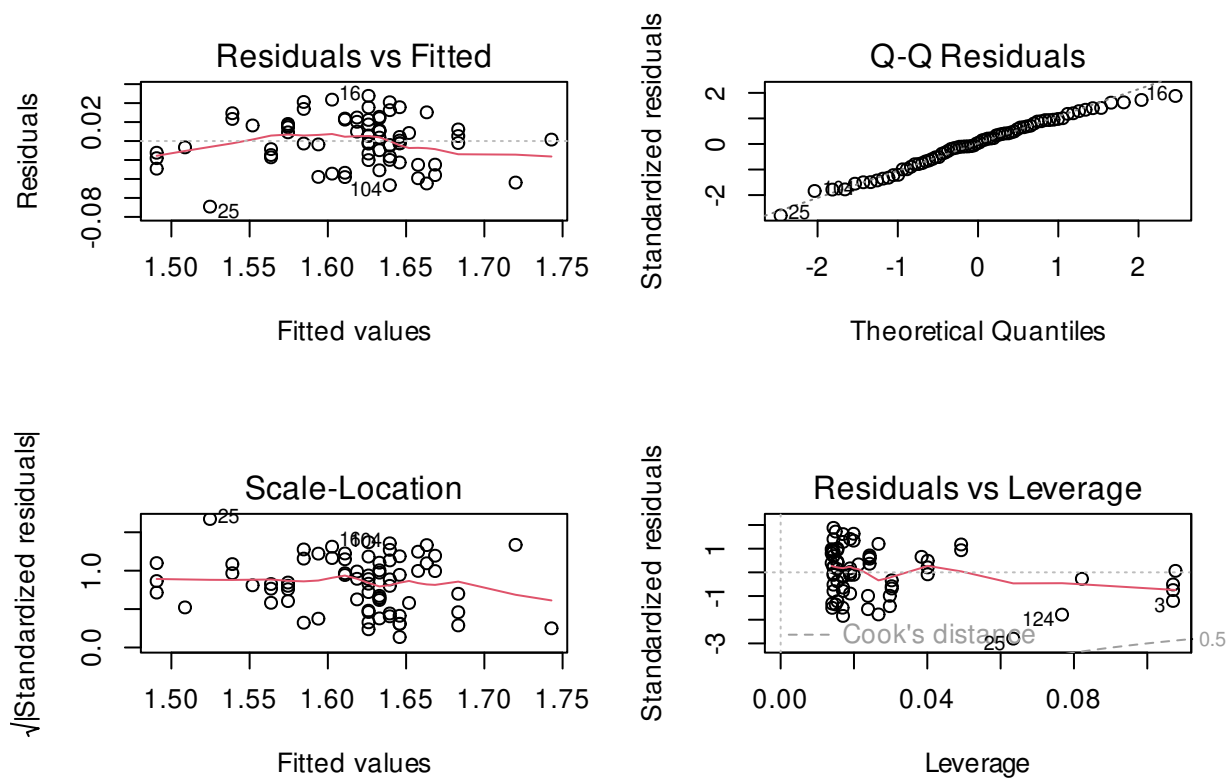 Residuals vs Fitted
Residuals
0.02
-0.08
16
104
25
1.50 1.55 1.60 1.65 1.70 1.75
Fitted values
Q-Q Residuals
Standardized residuals
2
0
-2
16
104
25
-2 -1 0 1 2
Theoretical Quantiles
Scale-Location
√|Standardized residuals|
1.0
0.0
25
16
104
1.50 1.55 1.60 1.65 1.70 1.75
Fitted values
Residuals vs Leverage
Standardized residuals
1
-1
-3
3
124
Cook's distance
25
0.5
0.00 0.04 0.08
Leverage